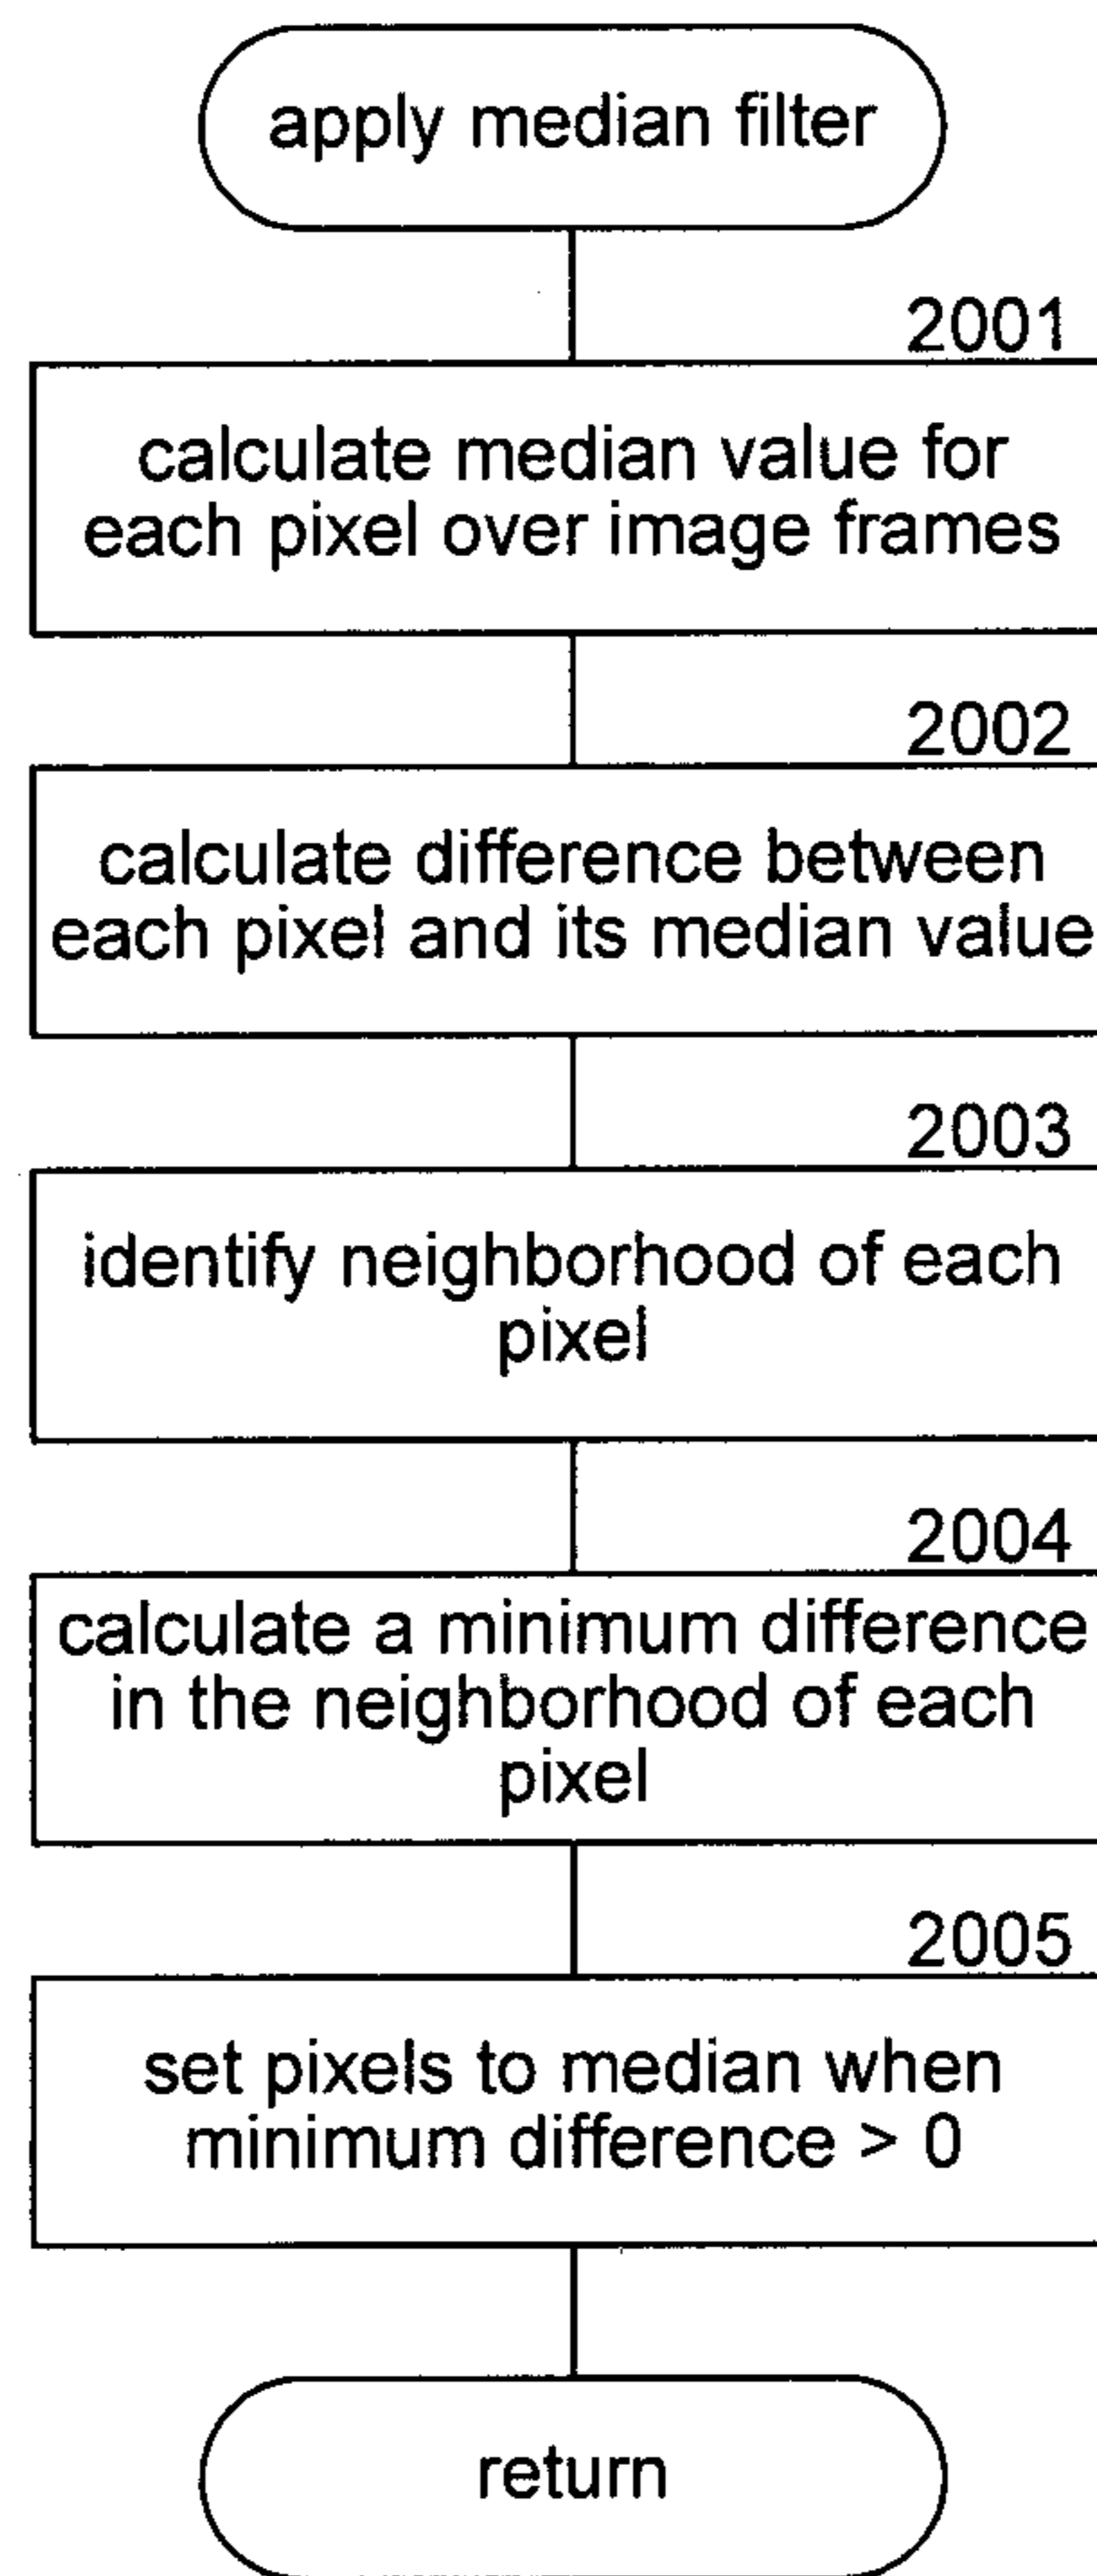 apply median filter
2001
calculate median value for
each pixel over image frames
2002
calculate difference between
each pixel and its median value
2003
identify neighborhood of each
pixel
2004
calculate a minimum difference
in the neighborhood of each
pixel
2005
set pixels to median when
minimum difference > 0
return